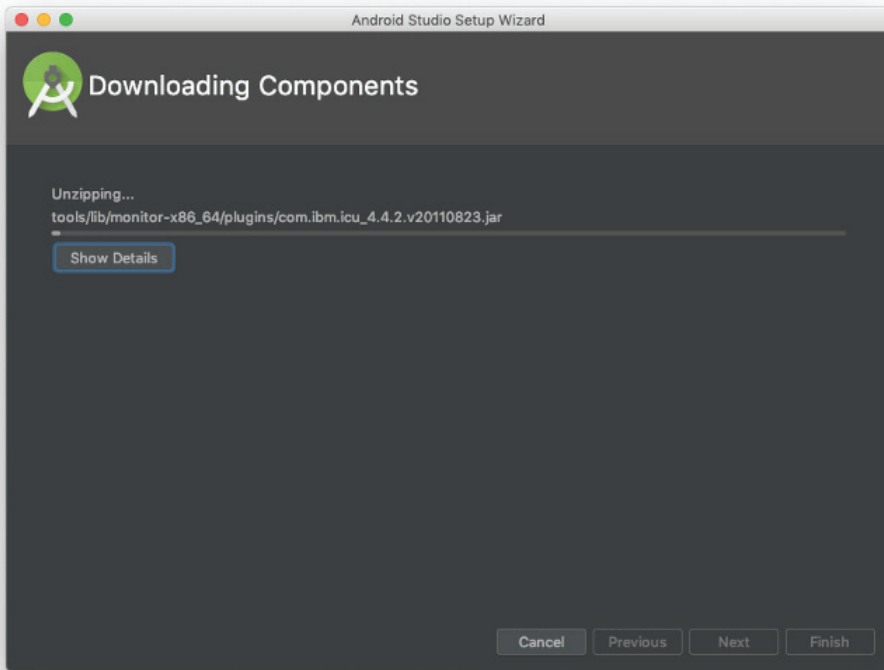 Android Studio Setup Wizard
Downloading Components
Unzipping...
tools/lib/monitor-x86_64/plugins/com.ibm.icu_4.4.2.v20110823.jar
Show Details
Cancel Previous Next Finish